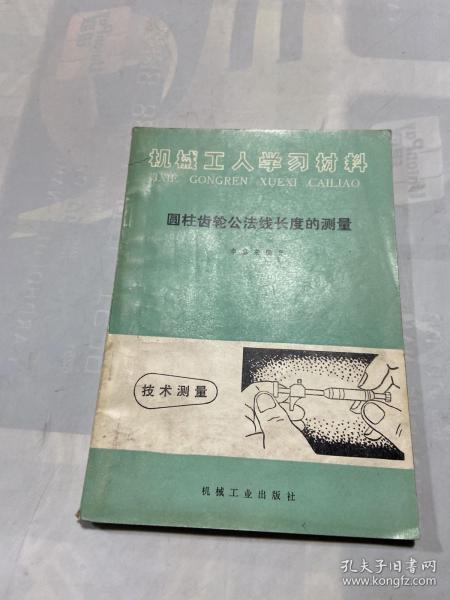 机械工人学习材料
JIXIE GONGREN XUEXI CAILIAO
圆柱齿轮公法线长度的测量
技术测量
机械工业出版社
孔夫子旧书网
www.kongfz.com